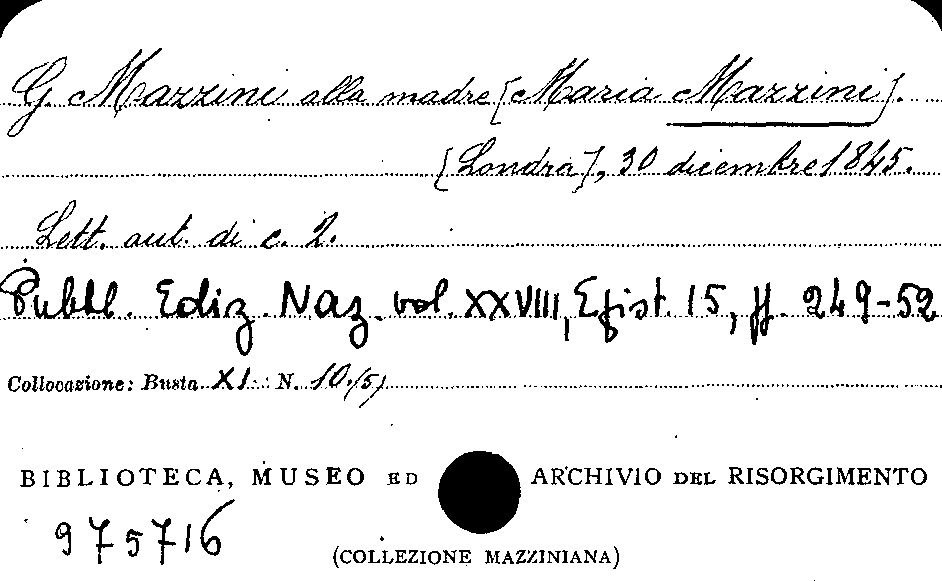 G. Mazzini alla madre [Maria Mazzini].
[Londra], 30 dicembre 1845.
Lett. aut. di c. 2.
Pubbl. Ediz. Naz. vol. XXVIII, Epist. 15, pp. 249-52
Collocazione: Busta XI N. 10/5,
BIBLIOTECA, MUSEO ED ARCHIVIO DEL RISORGIMENTO
975716
(COLLEZIONE MAZZINIANA)